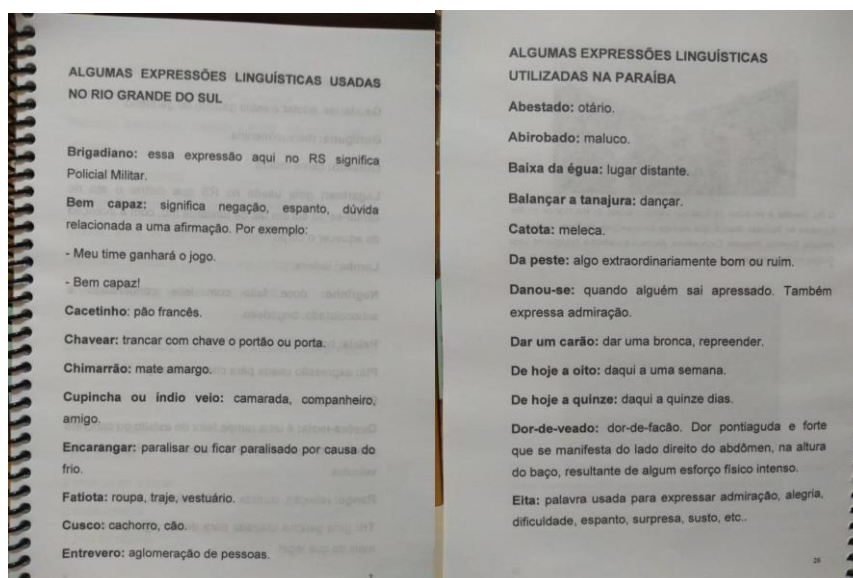 ALGUMAS EXPRESSÕES LINGUÍSTICAS USADAS
NO RIO GRANDE DO SUL
Brigadiano: essa expressão aqui no RS significa
Policial Militar.
Bem capaz: significa negação, espanto, dúvida
relacionada a uma afirmação. Por exemplo:
- Meu time ganhará o jogo.
- Bem capaz!
Cacetinho: pão francês.
Chavear: trancar com chave o portão ou porta.
Chimarrão: mate amargo.
Cupincha ou índio veio: camarada, companheiro,
amigo.
Encarangar: paralisar ou ficar paralisado por causa do
frio.
Fatiota: roupa, traje, vestuário.
Cusco: cachorro, cão.
Entrevero: aglomeração de pessoas.
ALGUMAS EXPRESSÕES LINGUÍSTICAS
UTILIZADAS NA PARAÍBA
Abestado: otário.
Abirobado: maluco.
Baixa da égua: lugar distante.
Balançar a tanajura: dançar.
Catota: meleca.
Da peste: algo extraordinariamente bom ou ruim.
Danou-se: quando alguém sai apressado. Também
expressa admiração.
Dar um carão: dar uma bronca, repreender.
De hoje a oito: daqui a uma semana.
De hoje a quinze: daqui a quinze dias.
Dor-de-veado: dor-de-facão. Dor pontiaguda e forte
que se manifesta do lado direito do abdômen, na altura
do baço, resultante de algum esforço físico intenso.
Eita: palavra usada para expressar admiração, alegria,
dificuldade, espanto, surpresa, susto, etc..